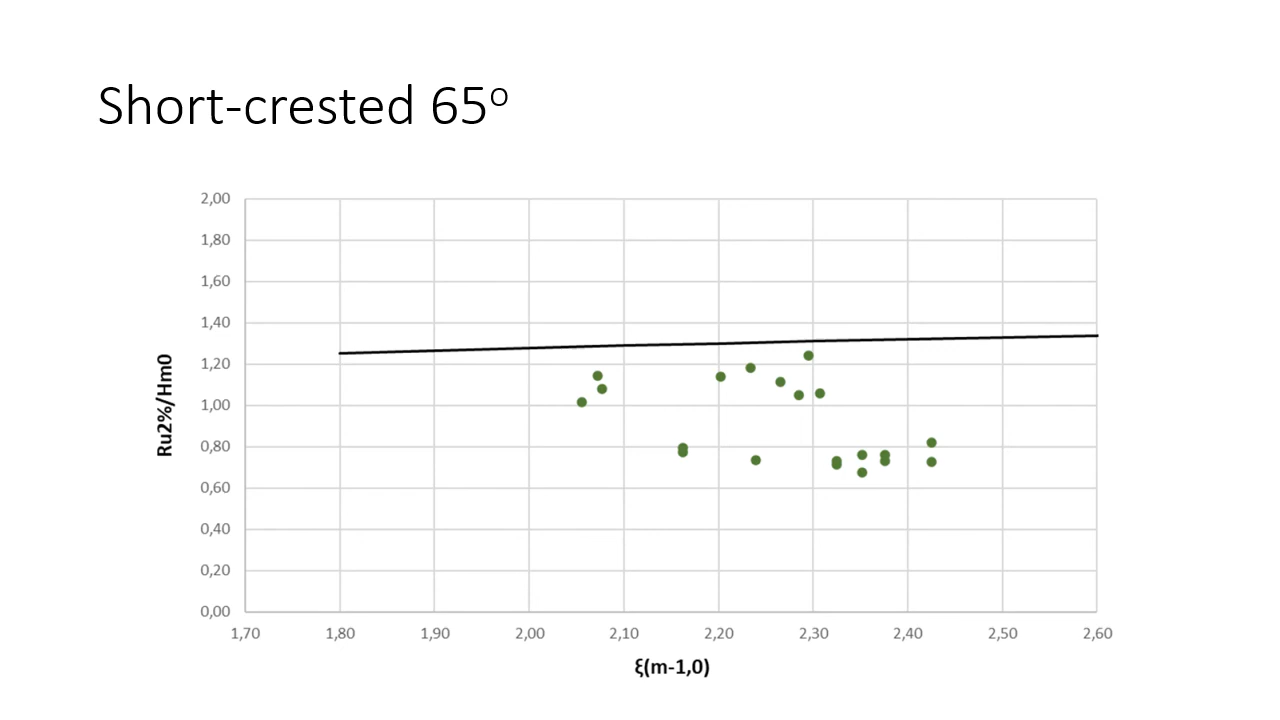 Short-crested 65º
2,00
1,80
1,60
1,40
1,20
1,00
0,80
0,60
0,40
0,20
0,00
Ru2%/Hm0
1,70 1,80 1,90 2,00 2,10 2,20 2,30 2,40 2,50 2,60
ξ(m-1,0)